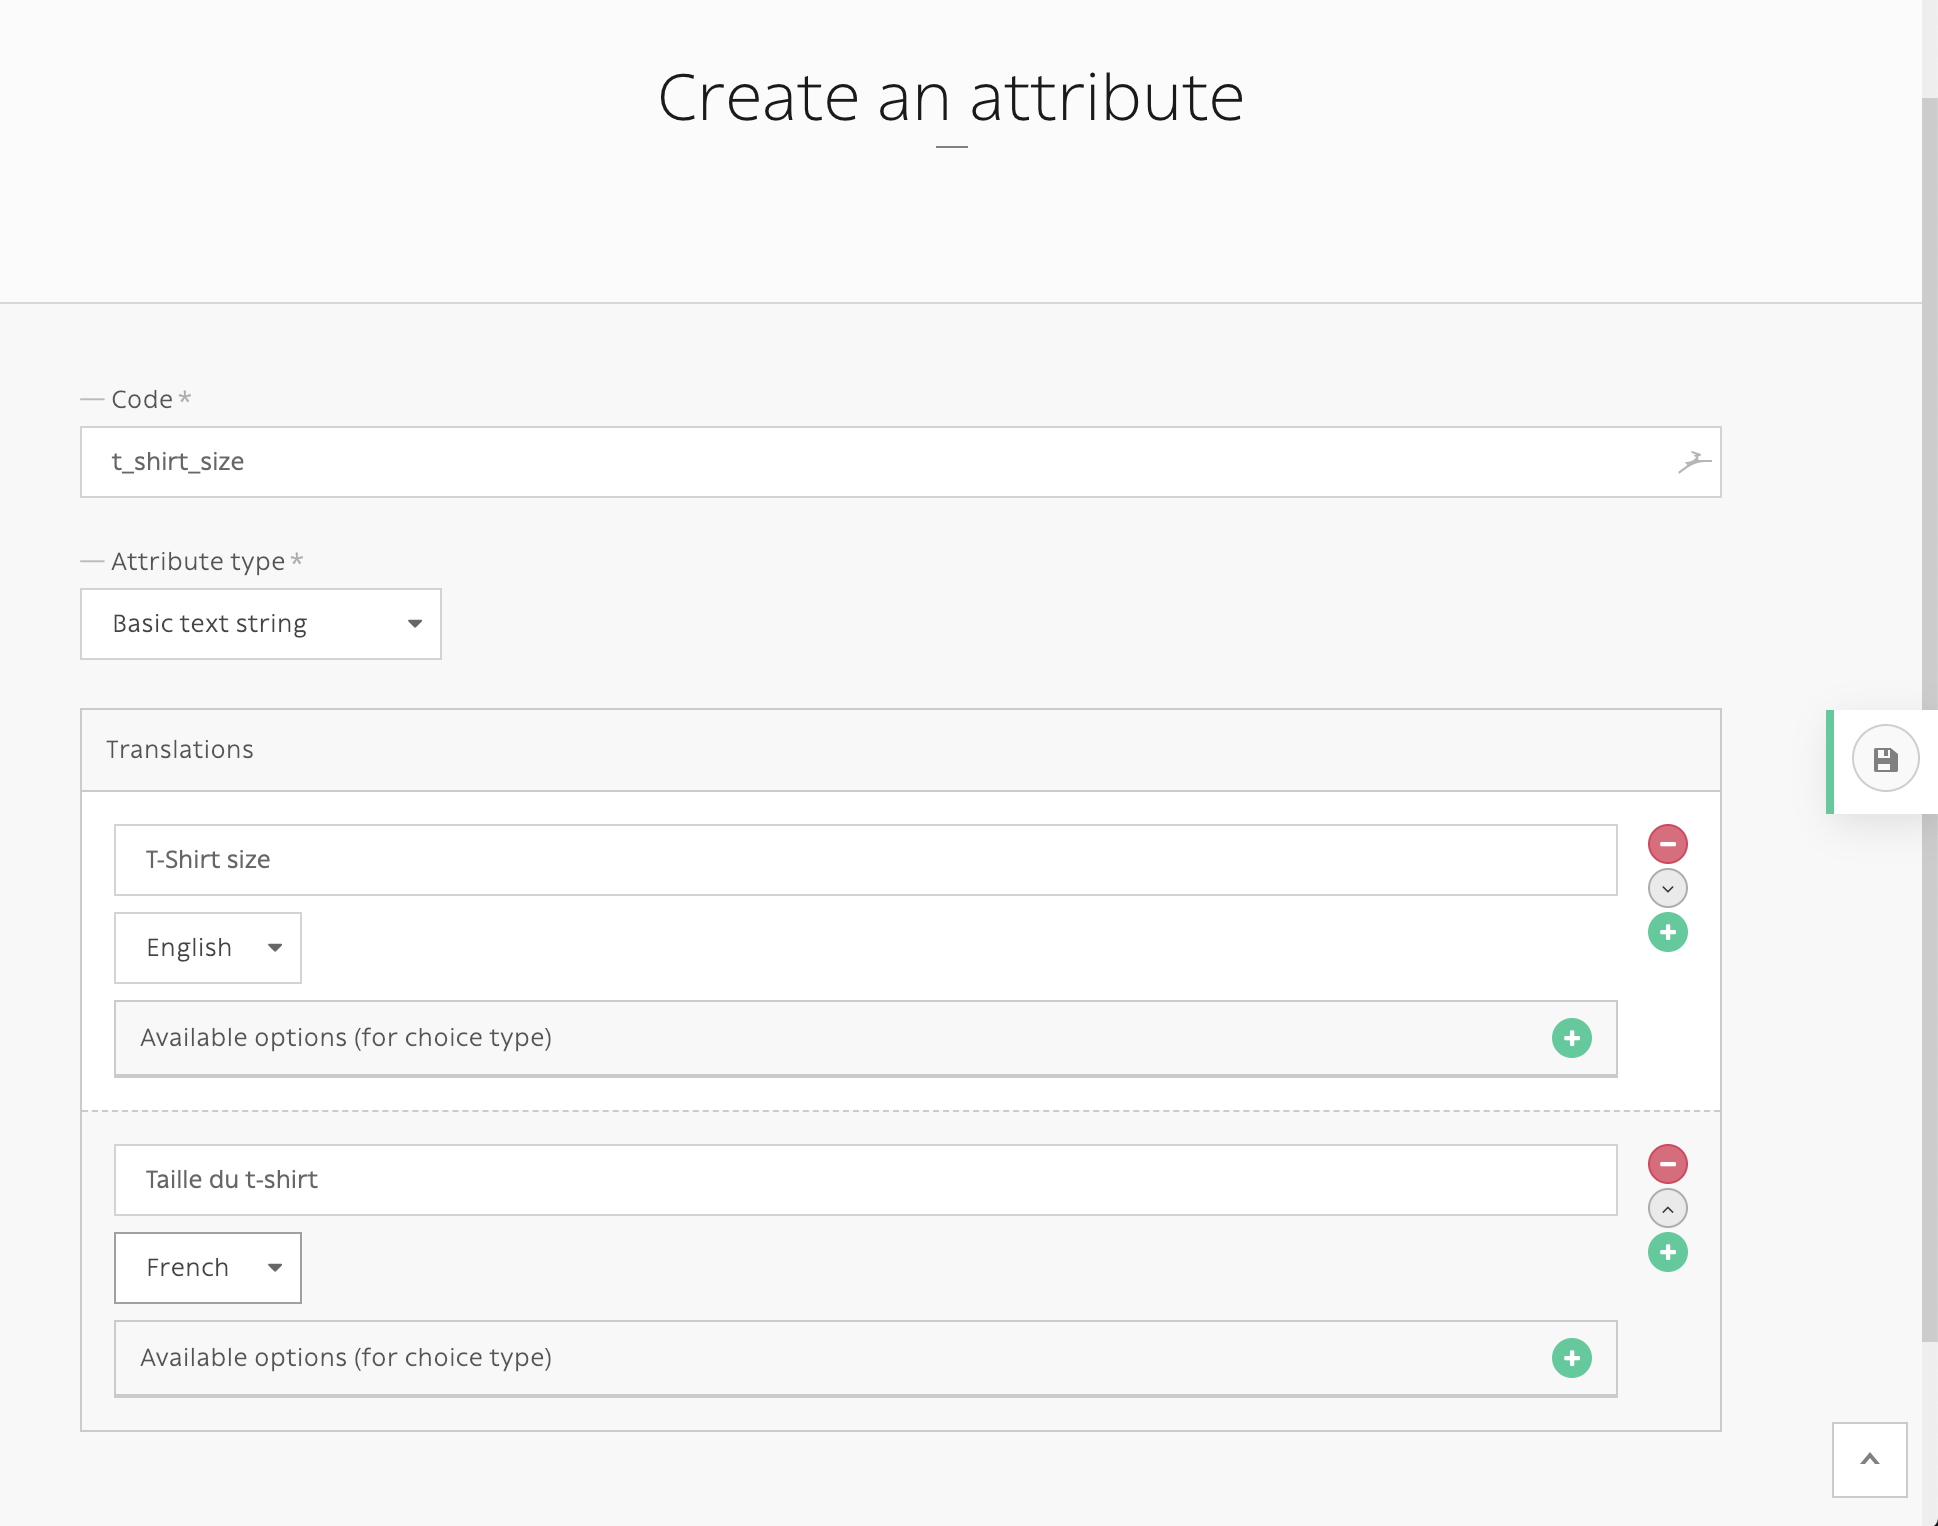 Create an attribute
Code *
t_shirt_size
Attribute type *
Basic text string
Translations
T-Shirt size
English
Available options (for choice type)
Taille du t-shirt
French
Available options (for choice type)